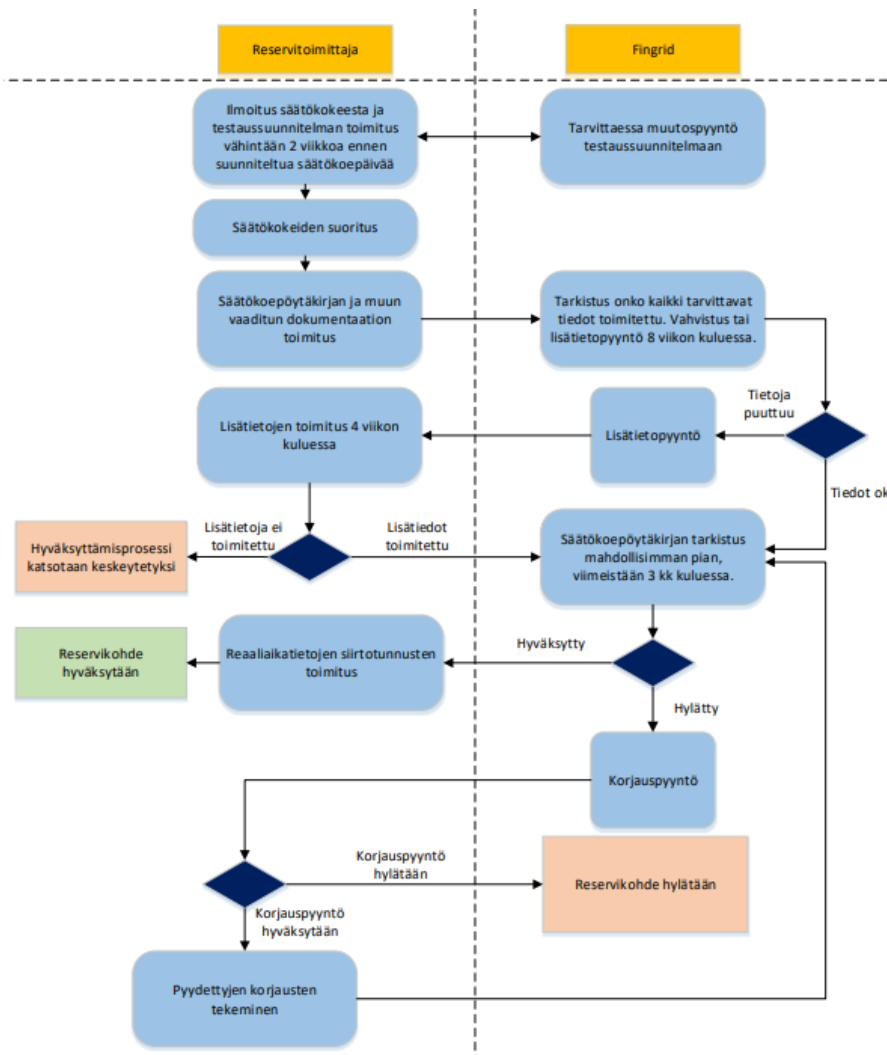 Reservitoimittaja
Fingrid
Ilmoitus säätökokeesta ja
testaussuunnitelman toimitus
vähintään 2 viikkoa ennen
suunniteltua säätökoepäivää
Tarvittaessa muutospyyntö
testaussuunnitelmaan
Säätökokeiden suoritus
Säätökoepöytäkirjan ja muun
vaaditun dokumentaation
toimitus
Tarkistus onko kaikki tarvittavat
tiedot toimitettu. Vahvistus tai
lisätietopyyntö 8 viikon kuluessa.
Tietoja
puuttuu
Lisätietojen toimitus 4 viikon
kuluessa
Lisätietopyyntö
Tiedot ok
Lisätietoja ei
toimitettu
Lisätiedot
toimitettu
Hyväksyttämisprosessi
katsotaan keskeytetyksi
Säätökoepöytäkirjan tarkistus
mahdollisimman pian,
viimeistään 3 kk kuluessa.
Hyväksytty
Reservikohde
hyväksytään
Reaaliaikatietojen siirtotunnusten
toimitus
Hylätty
Korjauspyyntö
Korjauspyyntö
hylätään
Reservikohde hylätään
Korjauspyyntö
hyväksytään
Pyydettyjen korjausten
tekeminen